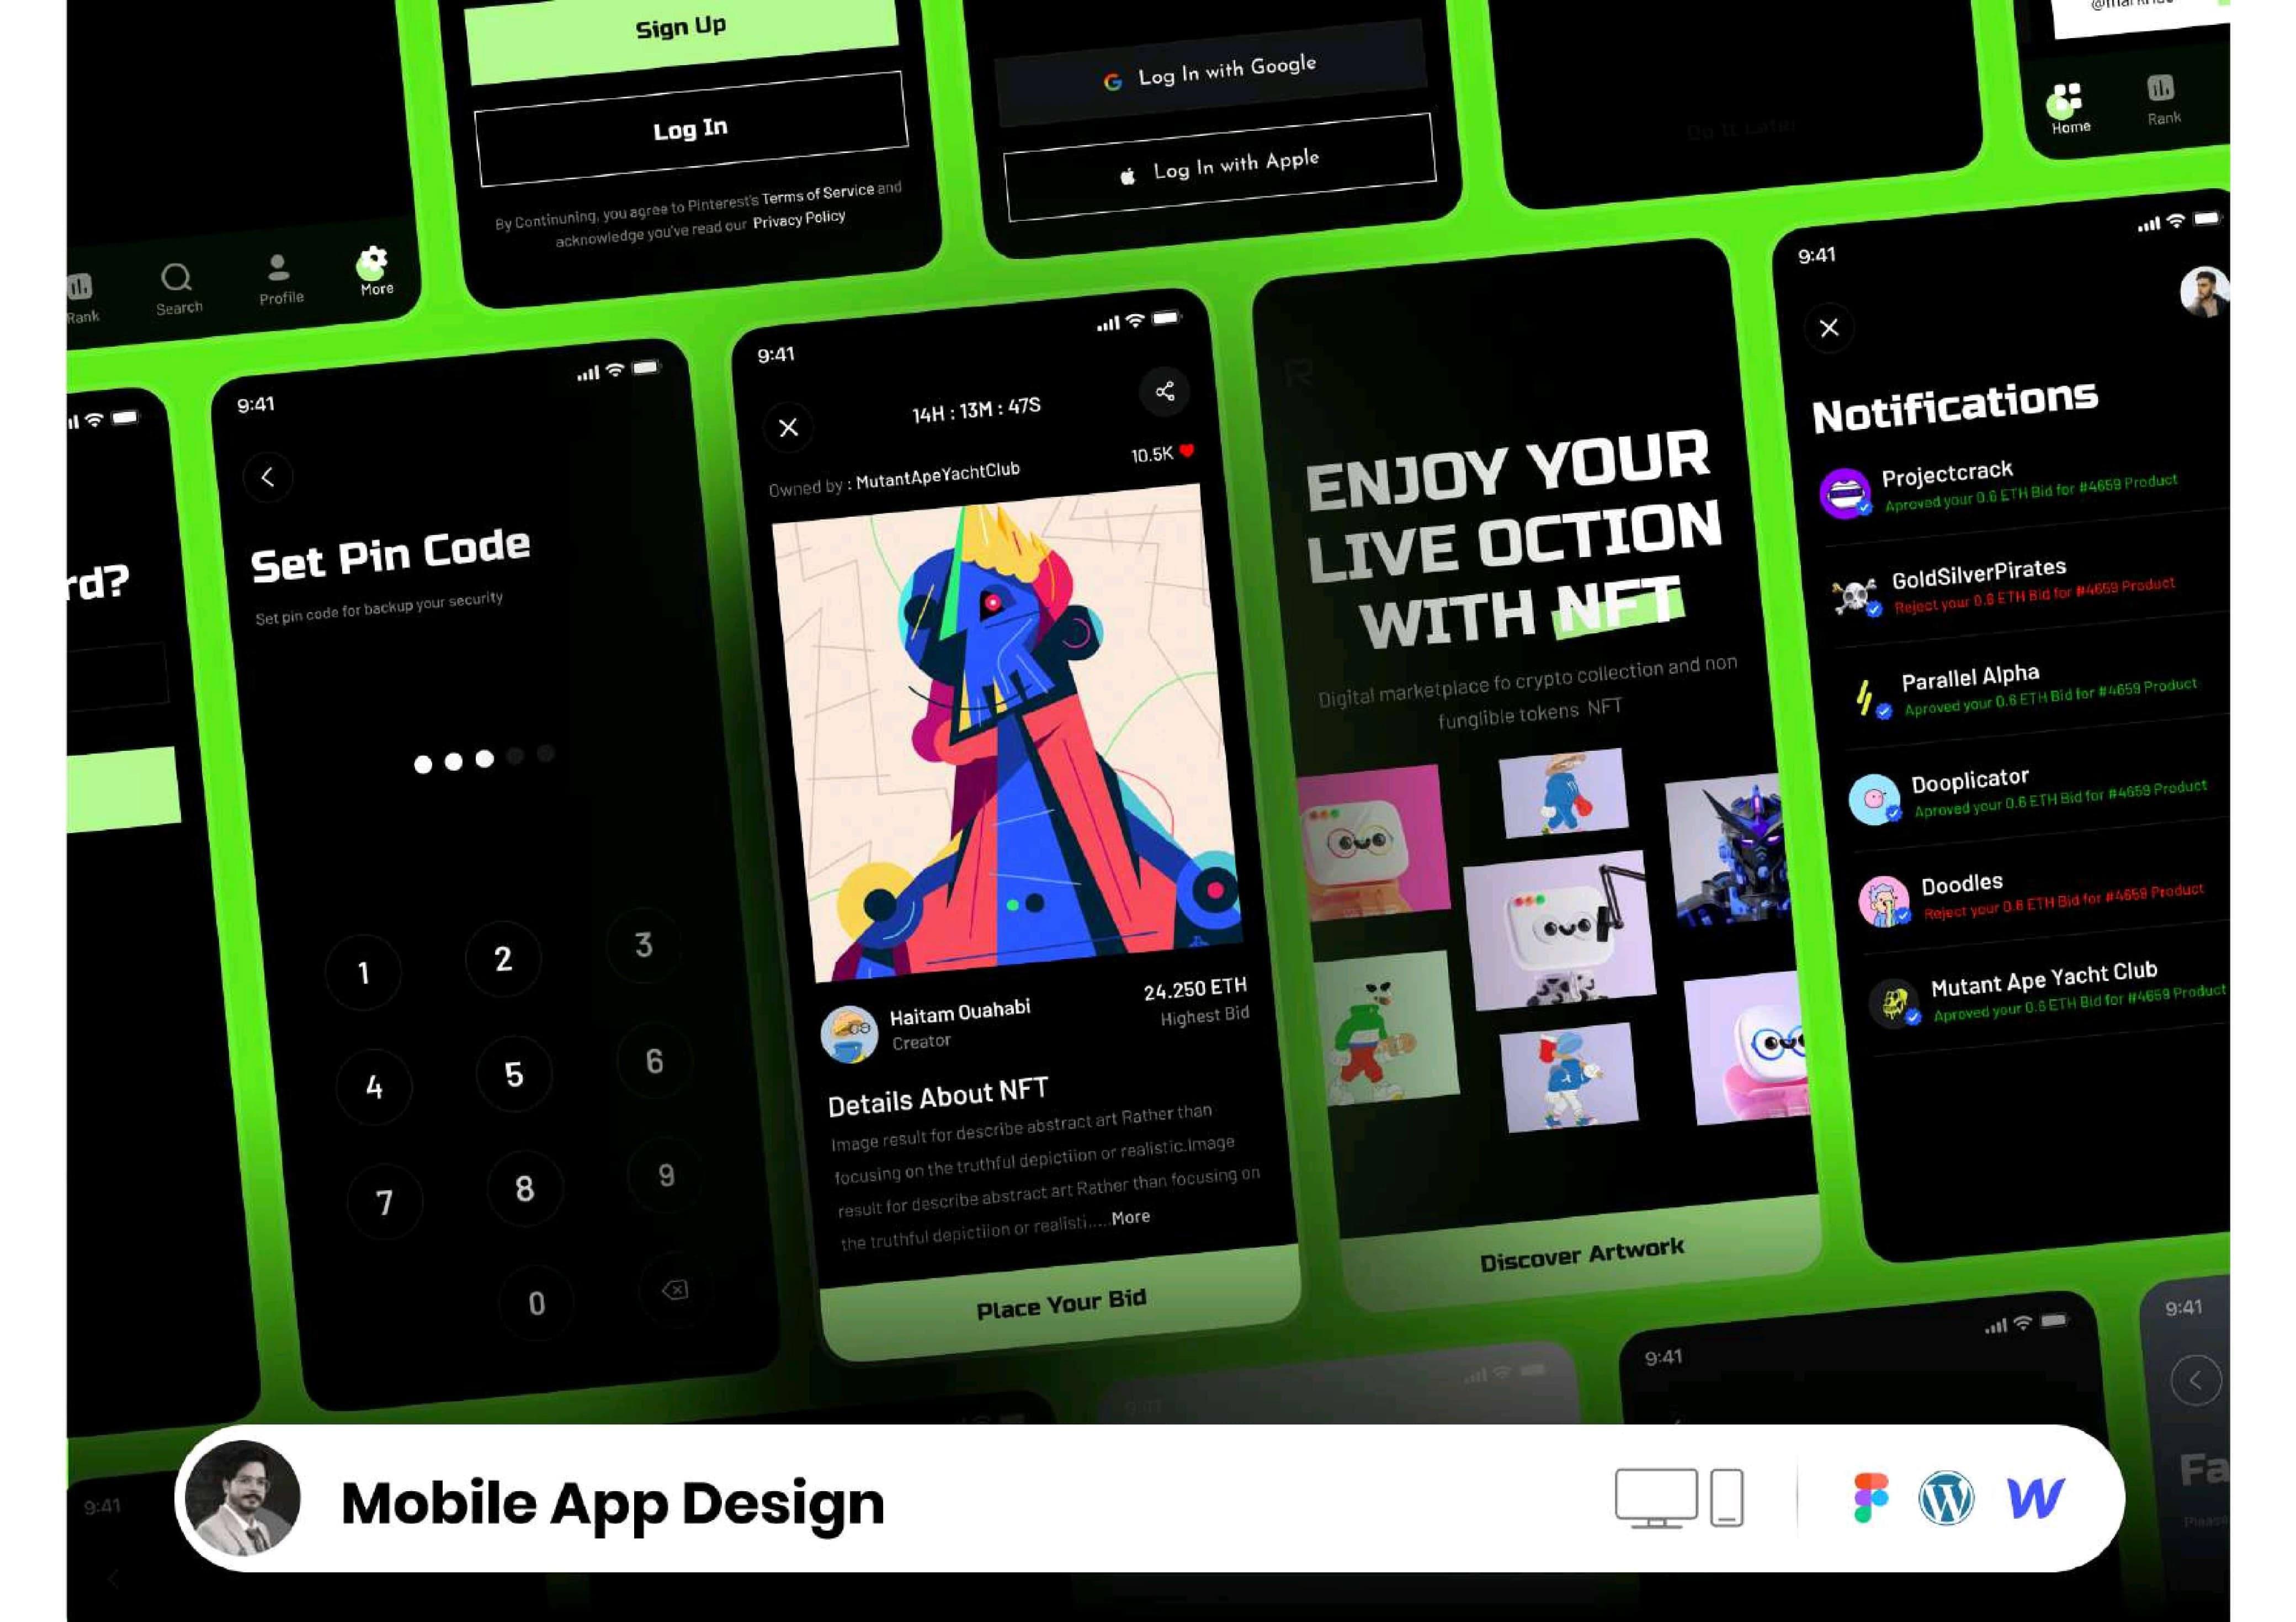 Sign Up
Log In
By Continuning, you agree to Pinterest's Terms of Service and
acknowledge you've read our Privacy Policy
Log In with Google
Log In with Apple
Do It Later
Home
Rank
Rank
Search
Profile
More
rd?
9:41
Set Pin Code
Set pin code for backup your security
1
2
3
4
5
6
7
8
9
0
9:41
14H : 13M : 47S
Owned by : MutantApeYachtClub
10.5K
Haitam Ouahabi
Creator
24.250 ETH
Highest Bid
Details About NFT
Image result for describe abstract art Rather than
focusing on the truthful depictiion or realistic.Image
result for describe abstract art Rather than focusing on
the truthful depictiion or realisti..... More
Place Your Bid
ENJOY YOUR
LIVE OCTION
WITH NFT
Digital marketplace fo crypto collection and non
funglible tokens NFT
Discover Artwork
9:41
Notifications
Projectcrack
Aproved your 0.6 ETH Bid for #4659 Product
GoldSilverPirates
Reject your 0.6 ETH Bid for #4659 Product
Parallel Alpha
Aproved your 0.6 ETH Bid for #4659 Product
Dooplicator
Aproved your 0.6 ETH Bid for #4659 Product
Doodles
Reject your 0.6 ETH Bid for #4659 Product
Mutant Ape Yacht Club
Aproved your 0.6 ETH Bid for #4659 Product
9:41
9:41
9:41
9:41
Fa
Mobile App Design